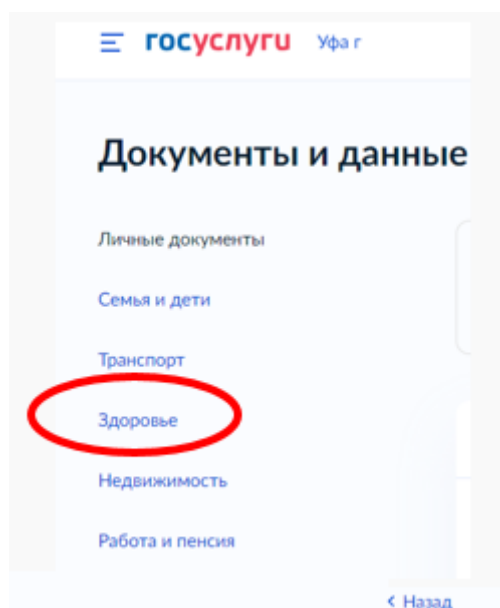 госуслуги Уфа г
Документы и данные
Личные документы
Семья и дети
Транспорт
Здоровье
Недвижимость
Работа и пенсия
< Назад